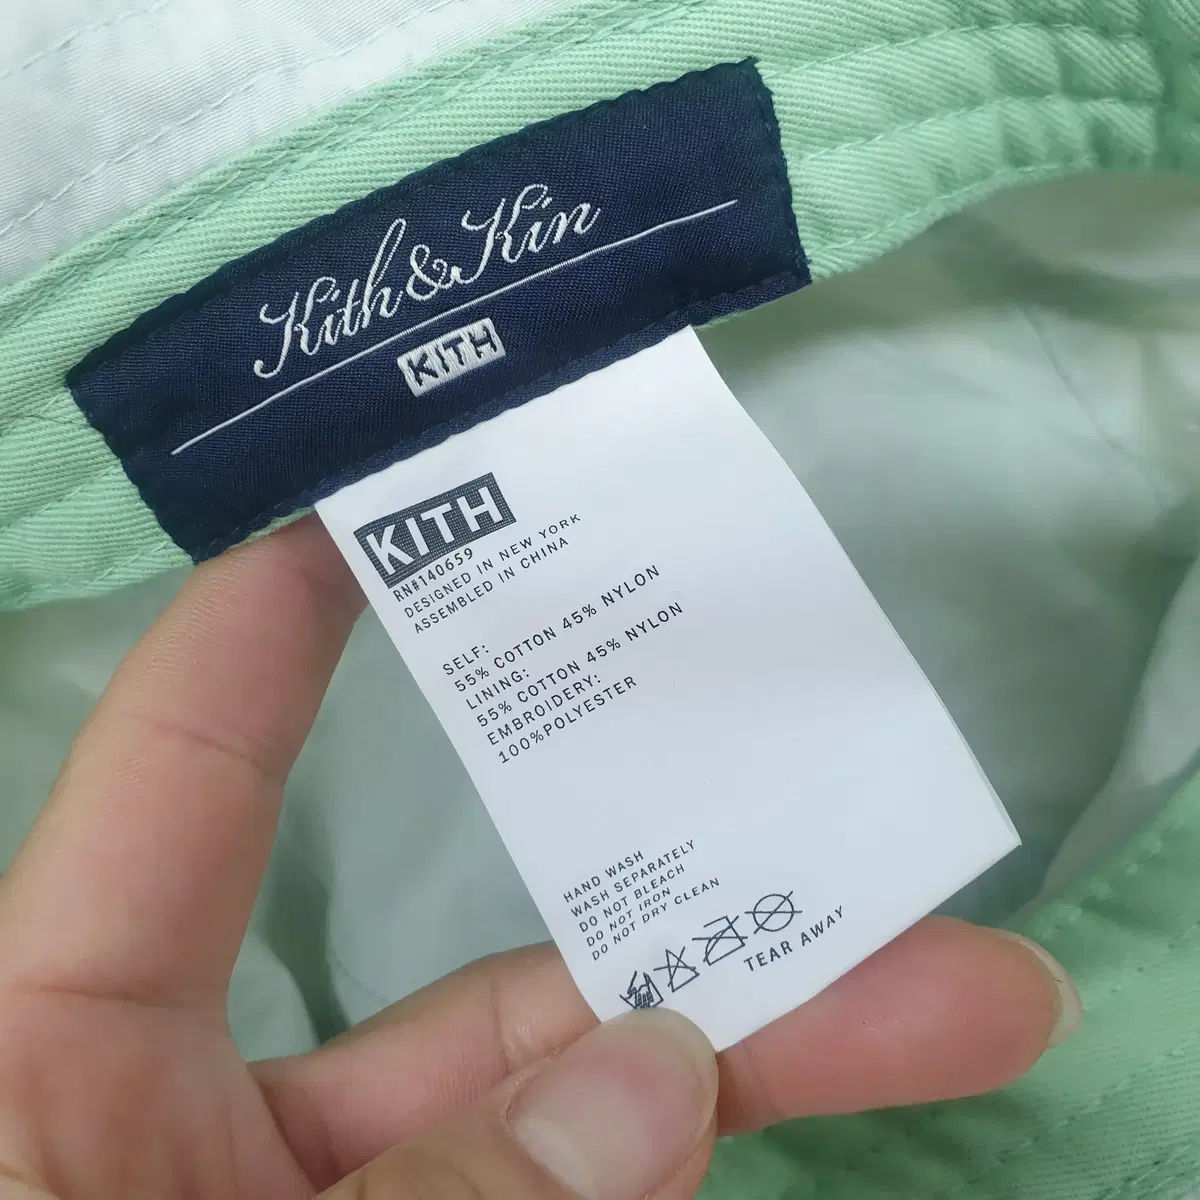 Kith&Kin
KITH
KITH
RN#140659
DESIGNED IN NEW YORK
ASSEMBLED IN CHINA
SELF:
55% COTTON 45% NYLON
LINING:
55% COTTON 45% NYLON
EMBROIDERY:
100%POLYESTER
HAND WASH
WASH SEPARATELY
DO NOT BLEACH
DO NOT IRON
DO NOT DRY CLEAN
TEAR AWAY